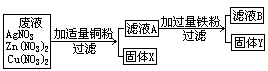 废液
AgNO3
Zn(NO3)2
Cu(NO3)2
加适量铜粉
过滤
滤液A
固体X
加过量铁粉
过滤
滤液B
固体Y